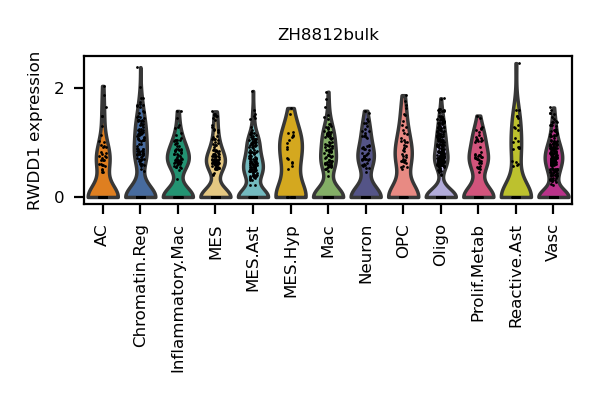 ZH8812bulk
RWDD1 expression
2
0
AC
Chromatin.Reg
Inflammatory.Mac
MES
MES.Ast
MES.Hyp
Mac
Neuron
OPC
Oligo
Prolif.Metab
Reactive.Ast
Vasc